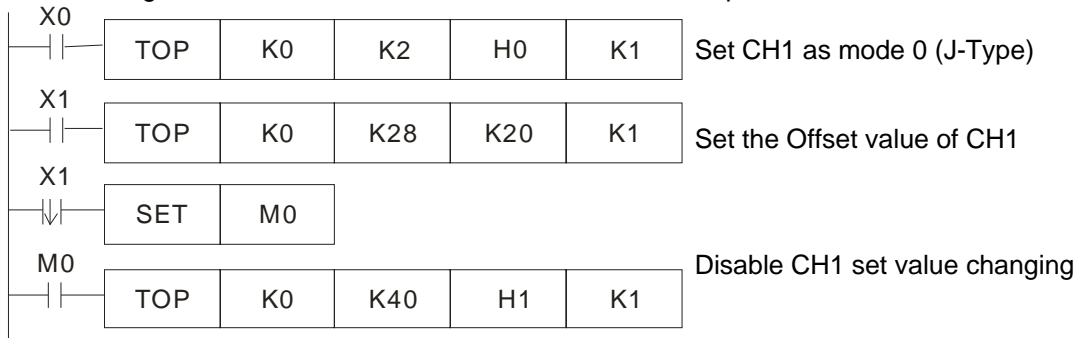 X0
TOP K0 K2 H0 K1 Set CH1 as mode 0 (J-Type)
X1
TOP K0 K28 K20 K1 Set the Offset value of CH1
X1
SET M0
M0
Disable CH1 set value changing
TOP K0 K40 H1 K1